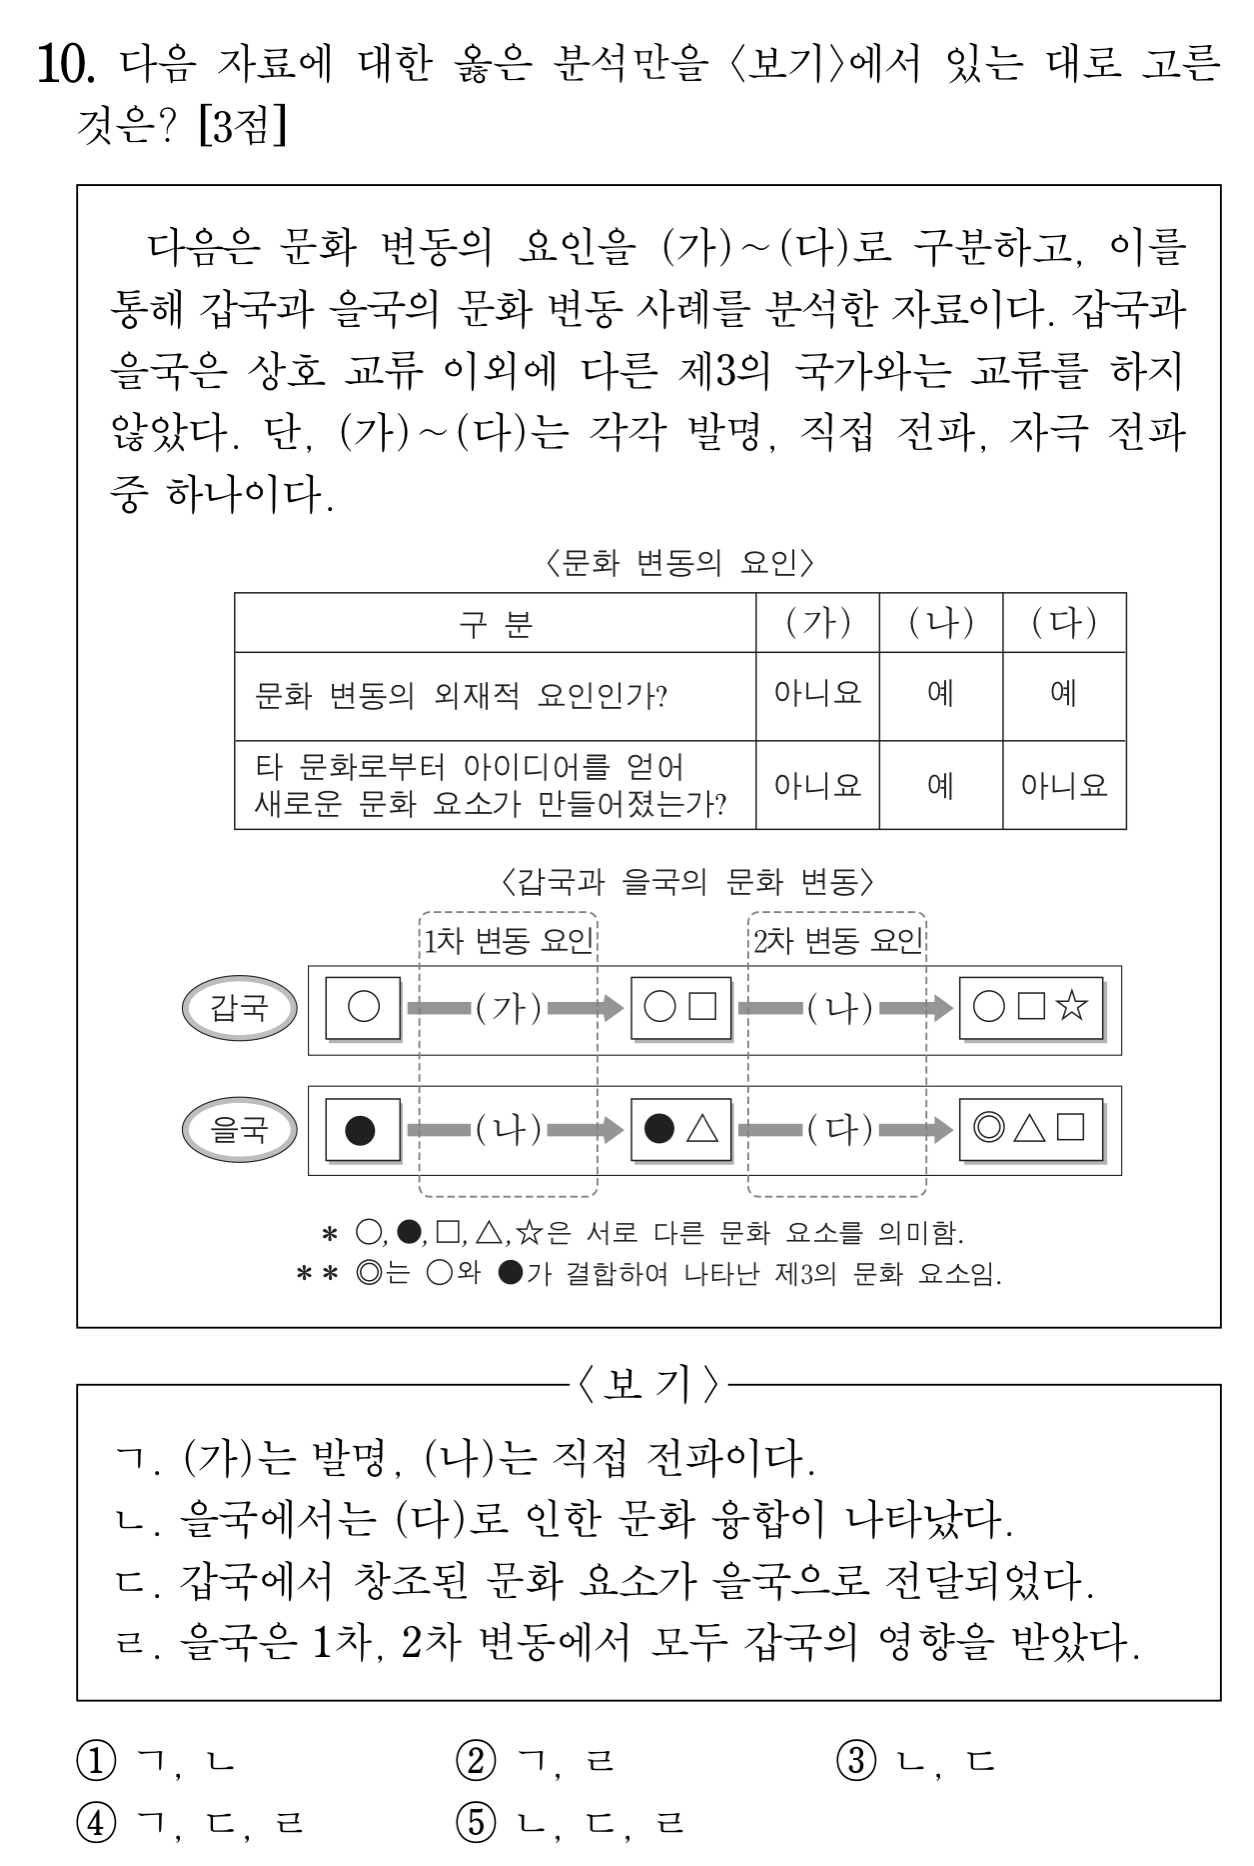 10. 다음 자료에 대한 옳은 분석만을 〈보기〉에서 있는 대로 고른
것은? [3점]
다음은 문화 변동의 요인을 (가)～(다)로 구분하고, 이를
통해 갑국과 을국의 문화 변동 사례를 분석한 자료이다. 갑국과
을국은 상호 교류 이외에 다른 제3의 국가와는 교류를 하지
않았다. 단, (가)～(다)는 각각 발명, 직접 전파, 자극 전파
중 하나이다.
〈문화 변동의 요인〉
구 분 (가) (나) (다)
문화 변동의 외재적 요인인가? 아니요 예 예
타 문화로부터 아이디어를 얻어
새로운 문화 요소가 만들어졌는가? 아니요 예 아니요
〈갑국과 을국의 문화 변동〉
1차 변동 요인 2차 변동 요인
갑국 ○ (가) ○ □ (나) ○ □ ☆
을국 ● (나) ● △ (다) ◎ △ □
* ○, ●, □, △, ☆은 서로 다른 문화 요소를 의미함.
** ◎는 ○와 ●가 결합하여 나타난 제3의 문화 요소임.
〈보 기〉
ㄱ. (가)는 발명, (나)는 직접 전파이다.
ㄴ. 을국에서는 (다)로 인한 문화 융합이 나타났다.
ㄷ. 갑국에서 창조된 문화 요소가 을국으로 전달되었다.
ㄹ. 을국은 1차, 2차 변동에서 모두 갑국의 영향을 받았다.
① ㄱ, ㄴ ② ㄱ, ㄹ ③ ㄴ, ㄷ
④ ㄱ, ㄷ, ㄹ ⑤ ㄴ, ㄷ, ㄹ